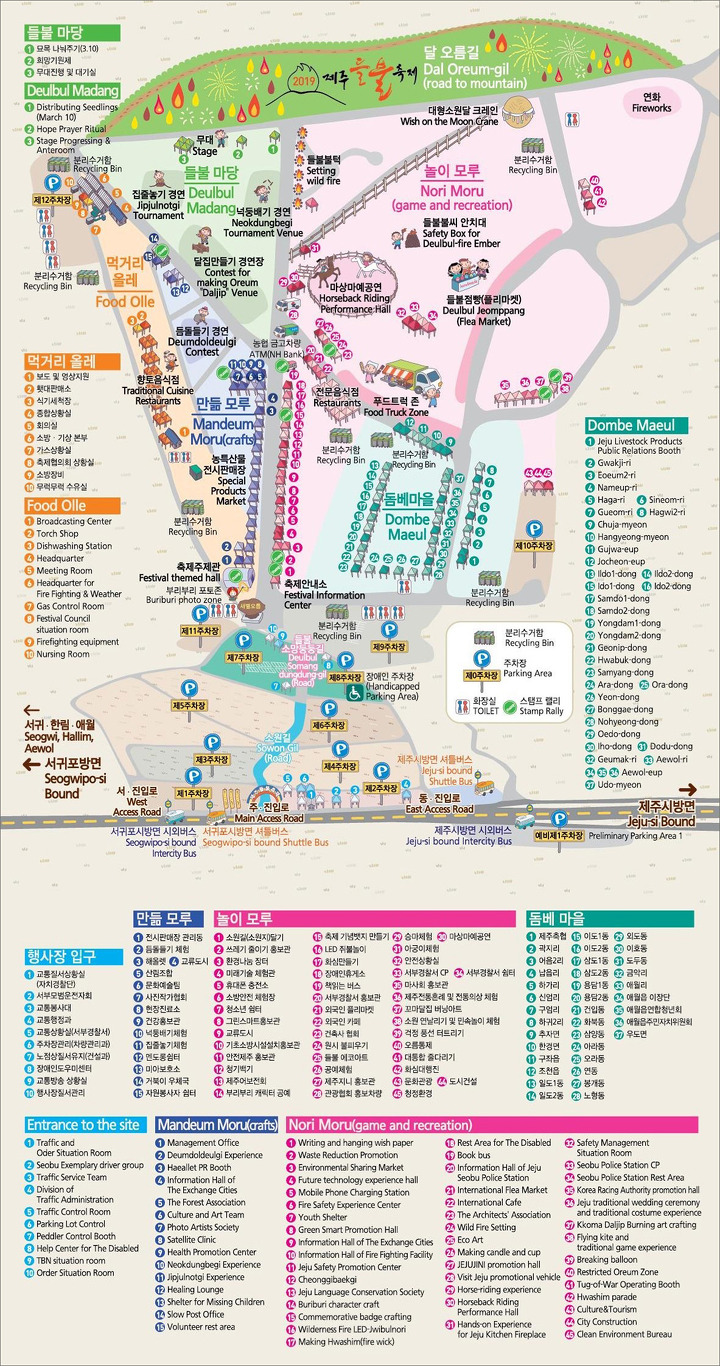 들불 마당
1 묘목 나눠주기(3.10)
2 희망기원제
3 무대진행 및 대기실
Deulbul Madang
1 Distributing Seedlings
(March 10)
2 Hope Prayer Ritual
3 Stage Progressing &
Anteroom
2019 제주들불축제
달 오름길
Dal Oreum-gil
(road to mountain)
대형소원달 크레인
Wish on the Moon Crane
연화
Fireworks
분리수거함
Recycling Bin
무대
Stage
들불 마당
Deulbul
Madang
들불불턱
Setting
wild fire
놀이 모루
Nori Moru
(game and recreation)
분리수거함
Recycling Bin
제12주차장
집줄놓기 경연
Jipjulnotgi
Tournament
넉둥배기 경연
Neokdungbegi
Tournament Venue
들불불씨 안치대
Safety Box for
Deulbul-fire Ember
분리수거함
Recycling Bin
먹거리
올레
Food Olle
달집만들기 경연장
Contest for
making Oreum
"Daljip" Venue
마상마예공연
Horseback Riding
Performance Hall
들불점빵(플리마켓)
Deulbul Jeomppang
(Flea Market)
듬돌들기 경연
Deumdoldeulgi
Contest
농협 금고차량
ATM(NH Bank)
향토음식점
Traditional Cuisine
Restaurants
만듦 모루
Mandeum
Moru(crafts)
전문음식점
Restaurants
푸드트럭 존
Food Truck Zone
분리수거함
Recycling Bin
분리수거함
Recycling Bin
농특산물
전시판매장
Special
Products
Market
돔베마을
Dombe
Maeul
분리수거함
Recycling Bin
제10주차장
축제주제관
Festival themed hall
부리부리 포토존
Buriburi photo zone
새별오름
축제안내소
Festival Information
Center
분리수거함
Recycling Bin
분리수거함
Recycling Bin
먹거리 올레
1 보도 및 영상지원
2 횃대판매소
3 식기세척장
4 종합상황실
5 회의실
6 소방 · 기상 본부
7 가스상황실
8 축제협의회 상황실
9 소방장비
10 무럭무럭 수유실
Food Olle
1 Broadcasting Center
2 Torch Shop
3 Dishwashing Station
4 Headquarter
5 Meeting Room
6 Headquarter for
Fire Fighting & Weather
7 Gas Control Room
8 Festival Council
situation room
9 Firefighting equipment
10 Nursing Room
Dombe Maeul
1 Jeju Livestock Products
Public Relations Booth
2 Gwakji-ri
3 Eoeum2-ri
4 Nameup-ri
5 Haga-ri 6 Sineom-ri
7 Gueom-ri 8 Hagwi2-ri
9 Chuja-myeon
10 Hangyeong-myeon
11 Gujwa-eup
12 Jocheon-eup
13 Ildo1-dong 14 Ildo2-dong
15 Ido1-dong 16 Ido2-dong
17 Samdo1-dong
18 Samdo2-dong
19 Yongdam1-dong
20 Yongdam2-dong
21 Geonip-dong
22 Hwabuk-dong
23 Samyang-dong
24 Ara-dong 25 Ora-dong
26 Yeon-dong
27 Bonggae-dong
28 Nohyeong-dong
29 Oedo-dong
30 Iho-dong 31 Dodu-dong
32 Geumak-ri 33 Aewol-ri
34 35 36 Aewol-eup
37 Udo-myeon
분리수거함
Recycling Bin
주차장
Parking Area
제0주차장
화장실
TOILET
스탬프 랠리
Stamp Rally
제11주차장
제7주차장
들불
소망둥둥길
Deulbul
Somang
dungdung-gil
(Road)
제9주차장
제8주차장
장애인 주차장
(Handicapped
Parking Area)
제5주차장
제6주차장
소원길
Sowon-Gil
(Road)
제3주차장
제4주차장
제1주차장
제2주차장
서귀 · 한림 · 애월
Seogwi, Hallim,
Aewol
서귀포방면
Seogwipo-si
Bound
서 · 진입로
West
Access Road
주 · 진입로
Main Access Road
동 · 진입로
East Access Road
제주시방면 셔틀버스
Jeju-si bound
Shuttle Bus
제주시방면
Jeju-si Bound
서귀포시방면 시외버스
Seogwipo-si bound
Intercity Bus
서귀포시방면 셔틀버스
Seogwipo-si bound Shuttle Bus
제주시방면 시외버스
Jeju-si bound Intercity Bus
예비제1주차장
Preliminary Parking Area 1
행사장 입구
1 교통질서상황실
(자치경찰단)
2 서부모범운전자회
3 교통봉사대
4 교통행정과
5 교통상황실(서부경찰서)
6 주차장관리(차량관리과)
7 노점상질서유지(건설과)
8 장애인도우미센터
9 교통방송 상황실
10 행사장질서관리
만듦 모루
1 전시판매장 관리동
2 듬돌들기 체험
3 해올렛 4 교류도시
5 산림조합
6 문화예술팀
7 사진작가협회
8 현장진료소
9 건강홍보관
10 넉둥배기 체험
11 집줄놓기체험
12 안도롱쉼터
13 미아보호소
14 거북이 우체국
15 자원봉사자 쉼터
놀이 모루
1 소원길(소원지)달기
2 쓰레기 줄이기 홍보관
3 환경나눔 장터
4 미래기술 체험관
5 휴대폰 충전소
6 소방안전 체험장
7 청소년 쉼터
8 그린스마트홍보관
9 교류도시
10 기초소방시설설치홍보관
11 안전제주 홍보관
12 청기백기
13 제주어보전회
14 부리부리 캐릭터 공예
15 축제 기념뱃지 만들기
16 LED 쥐불놀이
17 화심만들기
18 장애인휴게소
19 책읽는 버스
20 서부경찰서 홍보관
21 외국인 플리마켓
22 외국인 카페
23 건축사 협회
24 원시 불피우기
25 들불 에코아트
26 공예체험
27 제주지니 홍보관
28 관광협회 홍보차량
29 승마체험 30 마상마예공연
31 아궁이체험
32 안전상황실
33 서부경찰서 CP 34 서부경찰서 쉼터
35 마사회 홍보관
36 제주전통혼례 및 전통의상 체험
37 꼬마달집 버닝아트
38 소원 연날리기 및 민속놀이 체험
39 걱정 풍선 터트리기
40 오름통제
41 대통합 줄다리기
42 화심대행진
43 문화관광 44 도시건설
45 청정환경
돔베 마을
1 제주축협
2 곽지리
3 어음2리
4 납읍리
5 하가리
6 신엄리
7 구엄리
8 하귀2리
9 추자면
10 한경면
11 구좌읍
12 조천읍
13 일도1동
14 일도2동
15 이도1동
16 이도2동
17 삼도1동
18 삼도2동
19 용담1동
20 용담2동
21 건입동
22 화북동
23 삼양동
24 아라동
25 오라동
26 연동
27 봉개동
28 노형동
29 외도동
30 이호동
31 도두동
32 금악리
33 애월리
34 애월읍 이장단
35 애월읍연합청년회
36 애월읍주민자치위원회
37 우도면
Entrance to the site
1 Traffic and
Oder Situation Room
2 Seobu Exemplary driver group
3 Traffic Service Team
4 Division of
Traffic Administration
5 Traffic Control Room
6 Parking Lot Control
7 Peddler Control Booth
8 Help Center for The Disabled
9 TBN situation room
10 Order Situation Room
Mandeum Moru(crafts)
1 Management Office
2 Deumdoldeulgi Experience
3 Haeallet PR Booth
4 Information Hall of
The Exchange Cities
5 The Forest Association
6 Culture and Art Team
7 Photo Artists Society
8 Satellite Clinic
9 Health Promotion Center
10 Neokdungbegi Experience
11 Jipjulnotgi Experience
12 Healing Lounge
13 Shelter for Missing Children
14 Slow Post Office
15 Volunteer rest area
Nori Moru(game and recreation)
1 Writing and hanging wish paper
2 Waste Reduction Promotion
3 Environmental Sharing Market
4 Future technology experience hall
5 Mobile Phone Charging Station
6 Fire Safety Experience Center
7 Youth Shelter
8 Green Smart Promotion Hall
9 Information Hall of The Exchange Cities
10 Information Hall of Fire Fighting Facility
11 Jeju Safety Promotion Center
12 Cheonggibaekgi
13 Jeju Language Conservation Society
14 Buriburi character craft
15 Commemorative badge crafting
16 Wilderness Fire LED-Jwibulnori
17 Making Hwashim(fire wick)
18 Rest Area for The Disabled
19 Book bus
20 Information Hall of Jeju
Seobu Police Station
21 International Flea Market
22 International Cafe
23 The Architects' Association
24 Wild Fire Setting
25 Eco Art
26 Making candle and cup
27 JEJUJINI promotion hall
28 Visit Jeju promotional vehicle
29 Horse-riding experience
30 Horseback Riding
Performance Hall
31 Hands-on Experience
for Jeju Kitchen Fireplace
32 Safety Management
Situation Room
33 Seobu Police Station CP
34 Seobu Police Station Rest Area
35 Korea Racing Authority promotion hall
36 Jeju traditional wedding ceremony
and traditional costume experience
37 Kkoma Daljip Burning art crafting
38 Flying kite and
traditional game experience
39 Breaking balloon
40 Restricted Oreum Zone
41 Tug-of-War Operating Booth
42 Hwashim parade
43 Culture&Tourism
44 City Construction
45 Clean Environment Bureau